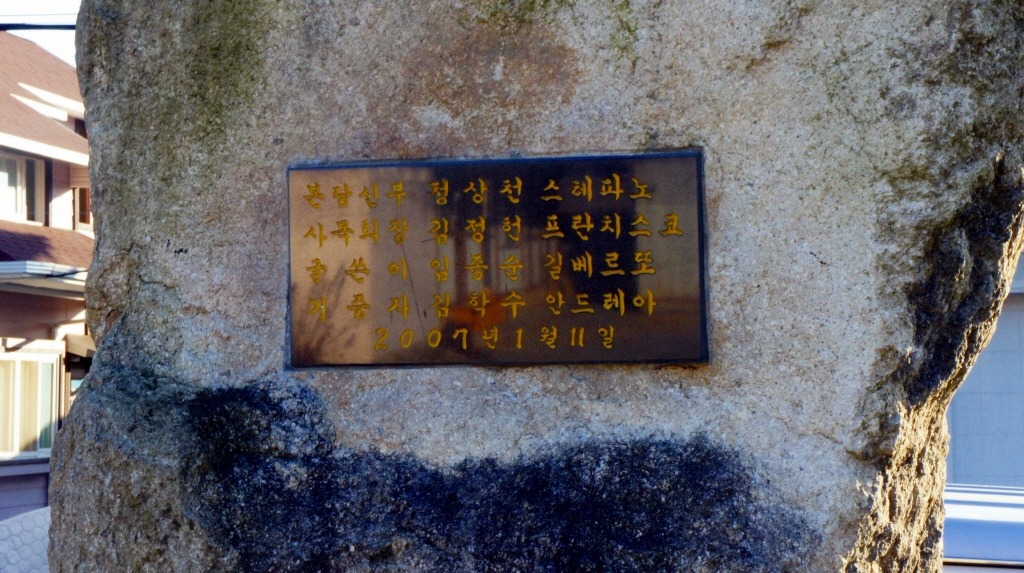 본당신부 정상천 스테파노
사목회장 김정헌 프란치스코
글 쓴 이 임종순 길베르또
기 증 자 김학수 안드레아
2007년 1월 11일